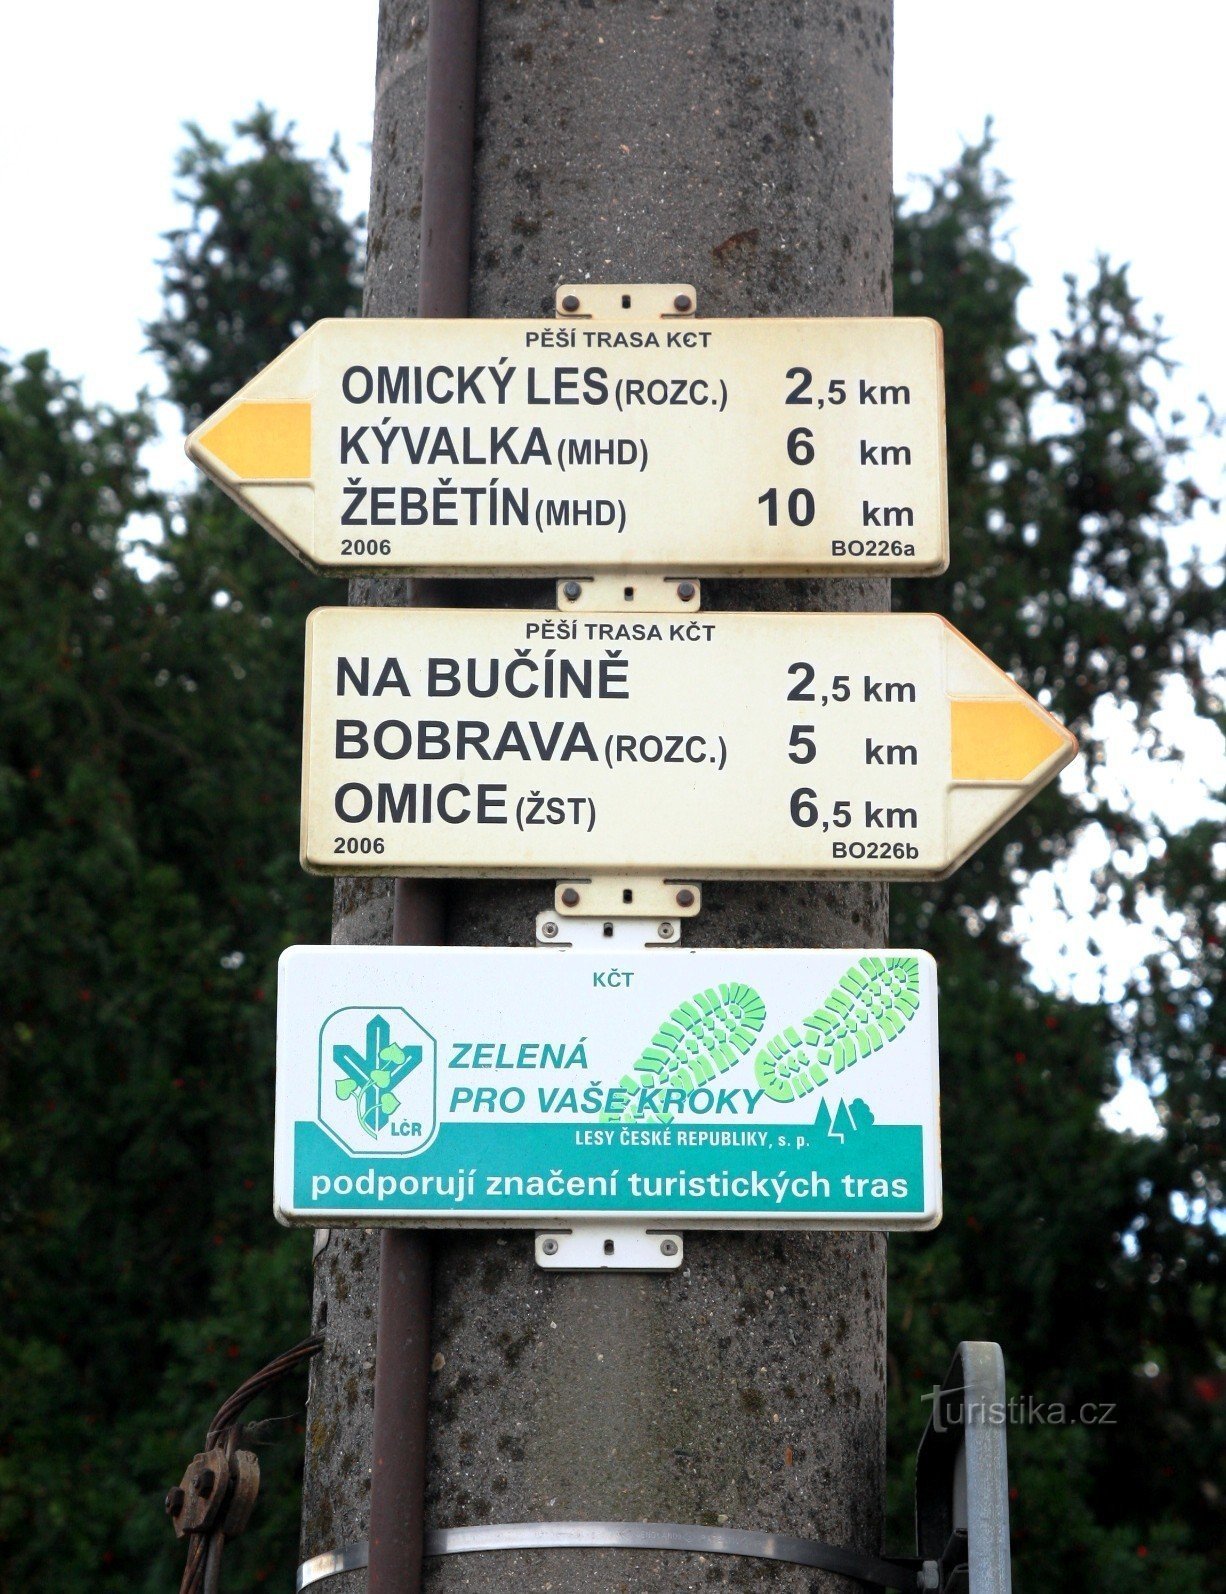 PĚŠÍ TRASA KČT
OMICKÝ LES (ROZC.) 2,5 km
KÝVALKA (MHD) 6 km
ŽEBĚTÍN (MHD) 10 km
2006 BO226a
PĚŠÍ TRASA KČT
NA BUČÍNĚ 2,5 km
BOBRAVA (ROZC.) 5 km
OMICE (ŽST) 6,5 km
2006 BO226b
KČT
ZELENÁ
PRO VAŠE KROKY
LČR
LESY ČESKÉ REPUBLIKY, s. p.
podporují značení turistických tras
Turistika.cz